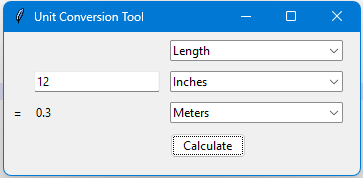 Unit Conversion Tool
Length
12 Inches
= 0.3 Meters
Calculate